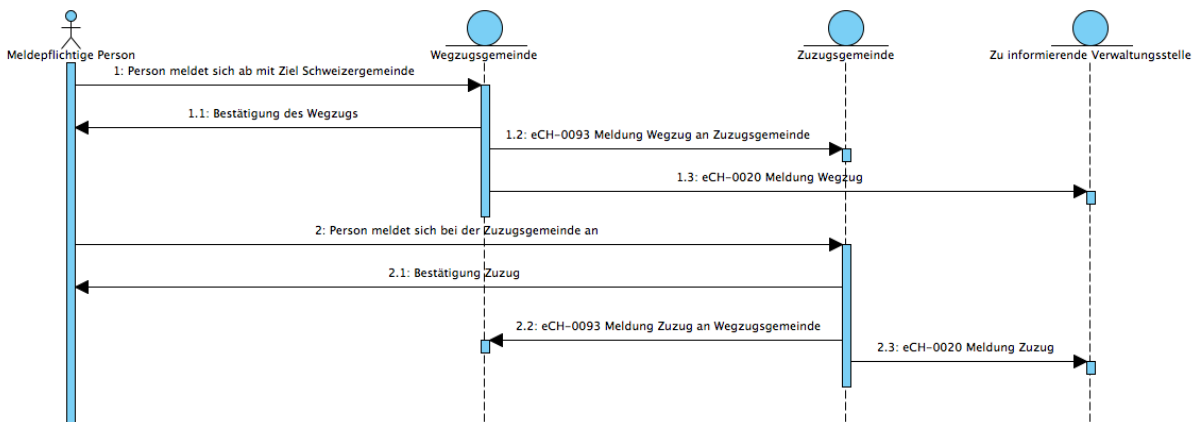 Meldepflichtige Person
Wegzugsgemeinde
Zuzugsgemeinde
Zu informierende Verwaltungsstelle
1: Person meldet sich ab mit Ziel Schweizergemeinde
1.1: Bestätigung des Wegzugs
1.2: eCH-0093 Meldung Wegzug an Zuzugsgemeinde
1.3: eCH-0020 Meldung Wegzug
2: Person meldet sich bei der Zuzugsgemeinde an
2.1: Bestätigung Zuzug
2.2: eCH-0093 Meldung Zuzug an Wegzugsgemeinde
2.3: eCH-0020 Meldung Zuzug